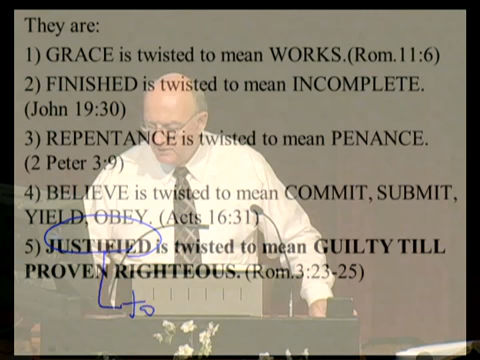 They are:
1) GRACE is twisted to mean WORKS.(Rom.11:6)
2) FINISHED is twisted to mean INCOMPLETE.
(John 19:30)
3) REPENTANCE is twisted to mean PENANCE.
(2 Peter 3:9)
4) BELIEVE is twisted to mean COMMIT, SUBMIT,
YIELD, OBEY. (Acts 16:31)
5) JUSTIFIED is twisted to mean GUILTY TILL
PROVEN RIGHTEOUS. (Rom.3:23-25)
to